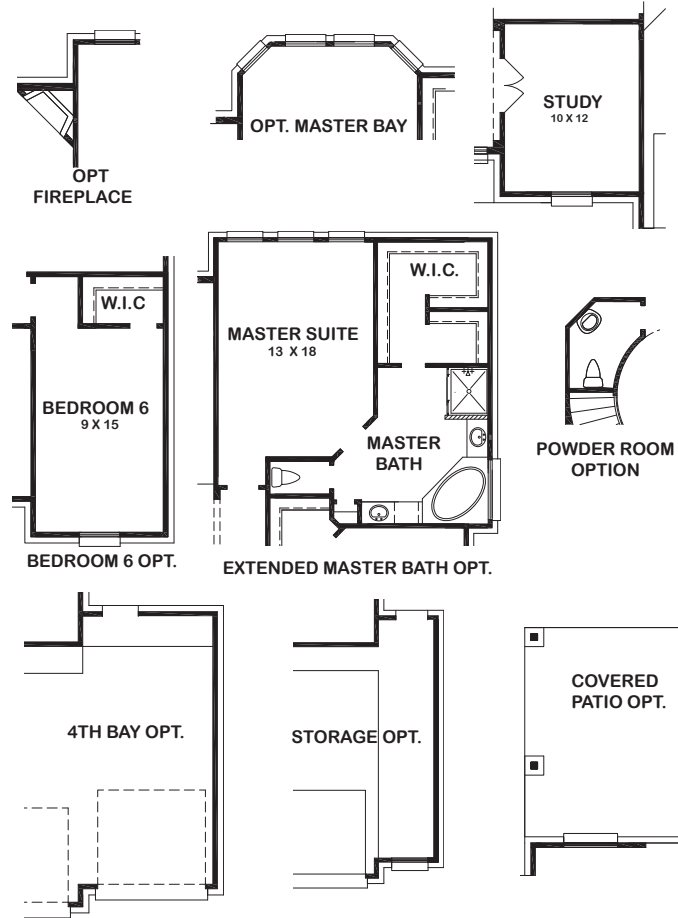 OPT
FIREPLACE
OPT. MASTER BAY
STUDY
10 X 12
W.I.C
BEDROOM 6
9 X 15
BEDROOM 6 OPT.
W.I.C.
MASTER SUITE
13 X 18
MASTER
BATH
EXTENDED MASTER BATH OPT.
POWDER ROOM
OPTION
4TH BAY OPT.
STORAGE OPT.
COVERED
PATIO OPT.